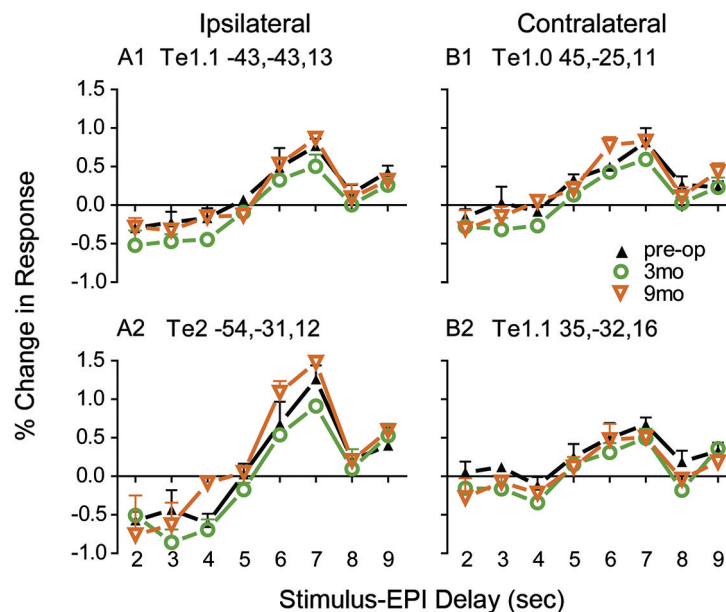 Ipsilateral
Contralateral
A1 Te1.1 -43,-43,13
B1 Te1.0 45,-25,11
1.5
1.0
0.5
0.0
-0.5
-1.0
pre-op
3mo
9mo
A2 Te2 -54,-31,12
B2 Te1.1 35,-32,16
1.5
1.0
0.5
0.0
-0.5
-1.0
% Change in Response
2 3 4 5 6 7 8 9
2 3 4 5 6 7 8 9
Stimulus-EPI Delay (sec)